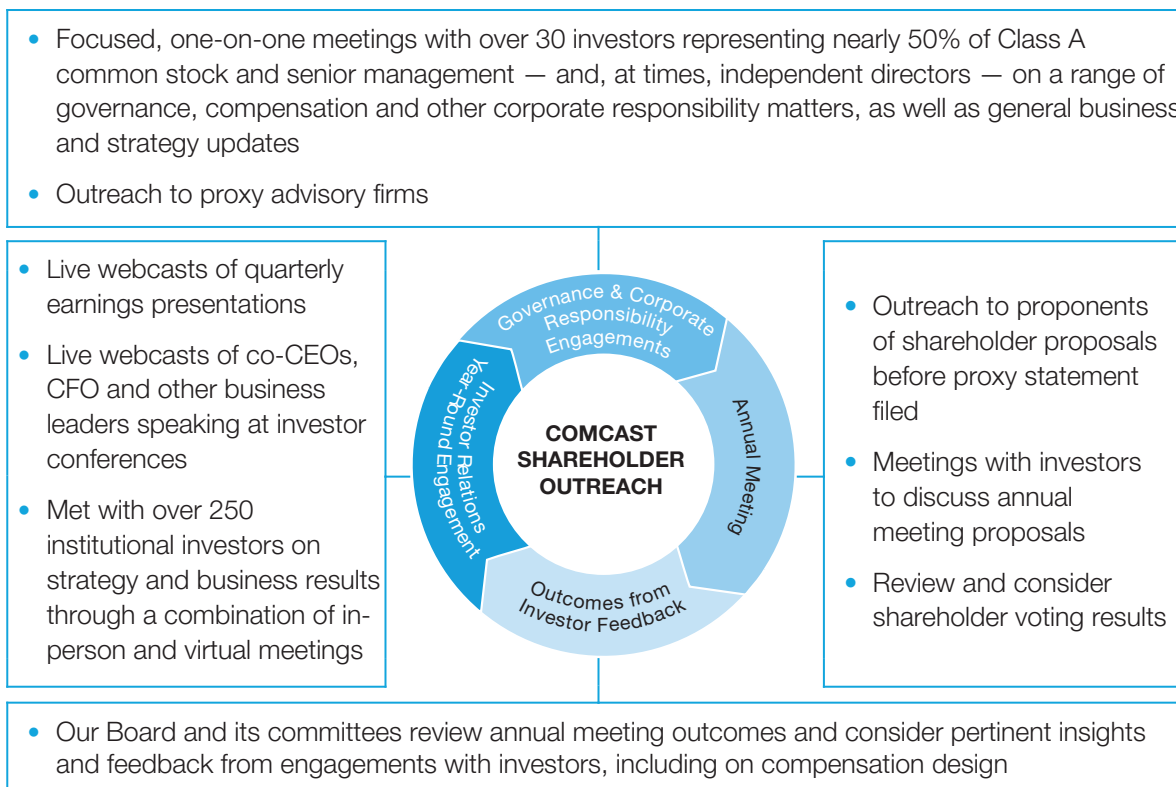 • Focused, one-on-one meetings with over 30 investors representing nearly 50% of Class A
common stock and senior management — and, at times, independent directors — on a range of
governance, compensation and other corporate responsibility matters, as well as general business
and strategy updates
• Outreach to proxy advisory firms
• Live webcasts of quarterly
earnings presentations
• Live webcasts of co-CEOs,
CFO and other business
leaders speaking at investor
conferences
• Met with over 250
institutional investors on
strategy and business results
through a combination of in-
person and virtual meetings
Governance & Corporate
Responsibility
Engagements
Investor Relations
Year-Round Engagement
COMCAST
SHAREHOLDER
OUTREACH
Annual Meeting
Outcomes from
Investor Feedback
• Outreach to proponents
of shareholder proposals
before proxy statement
filed
• Meetings with investors
to discuss annual
meeting proposals
• Review and consider
shareholder voting results
• Our Board and its committees review annual meeting outcomes and consider pertinent insights
and feedback from engagements with investors, including on compensation design